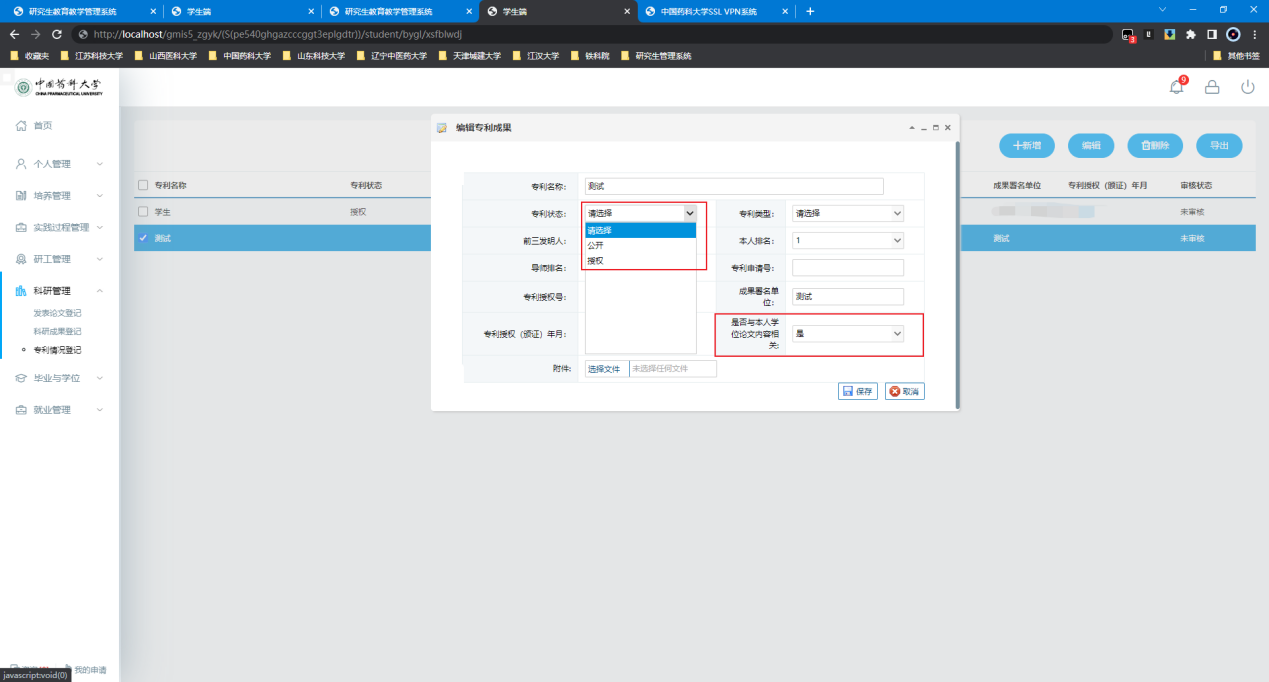 研究生教育教学管理系统
学生端
研究生教育教学管理系统
学生端
中国药科大学SSL VPN系统
http://localhost/gmis5_zgyk/(S(pe540ghgazcccggt3eplgdtr))/student/bygl/xsfblwdj
3
收藏夹 江苏科技大学 山西医科大学 中国药科大学 山东科技大学 辽宁中医药大学 天津城建大学 江汉大学 铁科院 研究生管理系统 其他书签
中国药科大学
CHINA PHARMACEUTICAL UNIVERSITY
9
首页
个人管理
培养管理
实践过程管理
研工管理
科研管理
发表论文登记
科研成果登记
专利情况登记
毕业与学位
就业管理
我的申请
javascript:void(0)
新增 编辑 删除 导出
专利名称 专利状态 成果署名单位 专利授权（颁证）年月 审核状态
学生 授权 未审核
测试 测试 未审核
编辑专利成果
专利名称: 测试
专利状态: 请选择 专利类型: 请选择
请选择
公开
授权
前三发明人: 本人排名: 1
导师排名: 专利申请号:
专利授权号: 成果署名单
位: 测试
专利授权（颁证）年月: 是否与本人学
位论文内容相
关: 是
附件: 选择文件 未选择任何文件
保存 取消